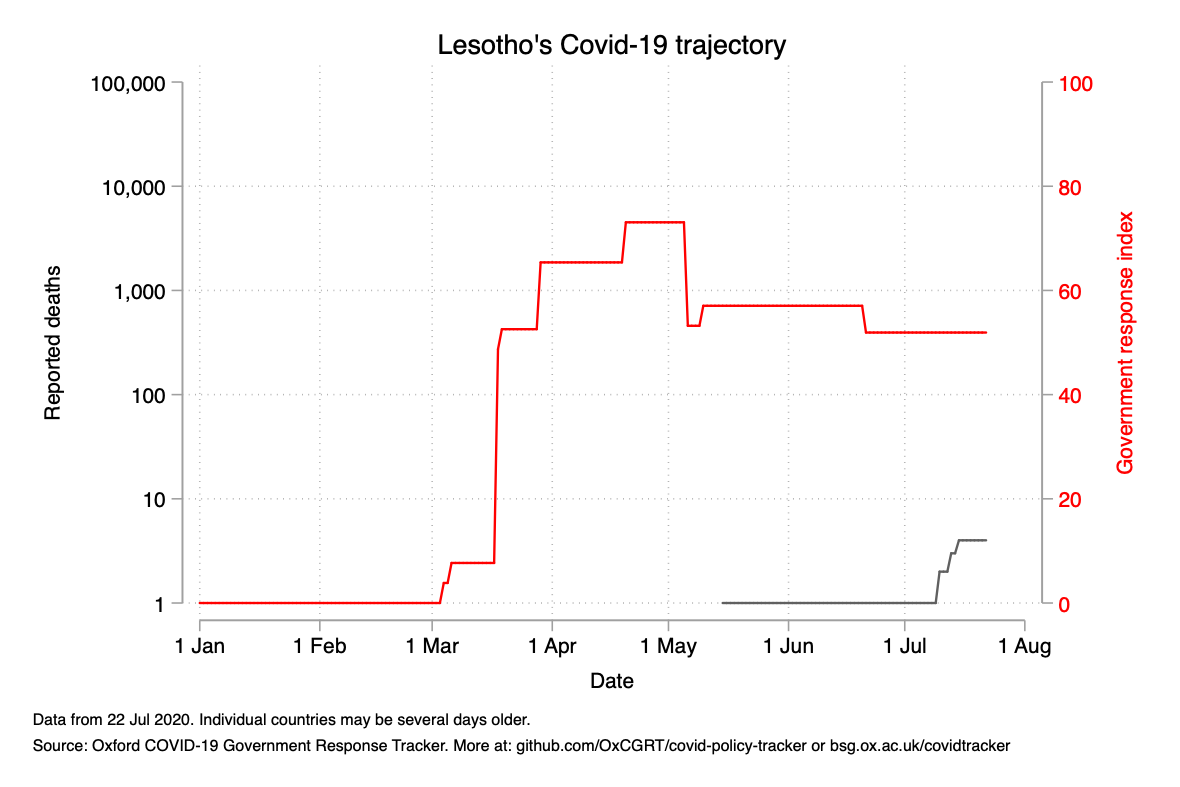 Lesotho's Covid-19 trajectory
100,000
10,000
1,000
100
10
1
Reported deaths
100
80
60
40
20
0
Government response index
1 Jan
1 Feb
1 Mar
1 Apr
1 May
1 Jun
1 Jul
1 Aug
Date
Data from 22 Jul 2020. Individual countries may be several days older.
Source: Oxford COVID-19 Government Response Tracker. More at: github.com/OxCGRT/covid-policy-tracker or bsg.ox.ac.uk/covidtracker